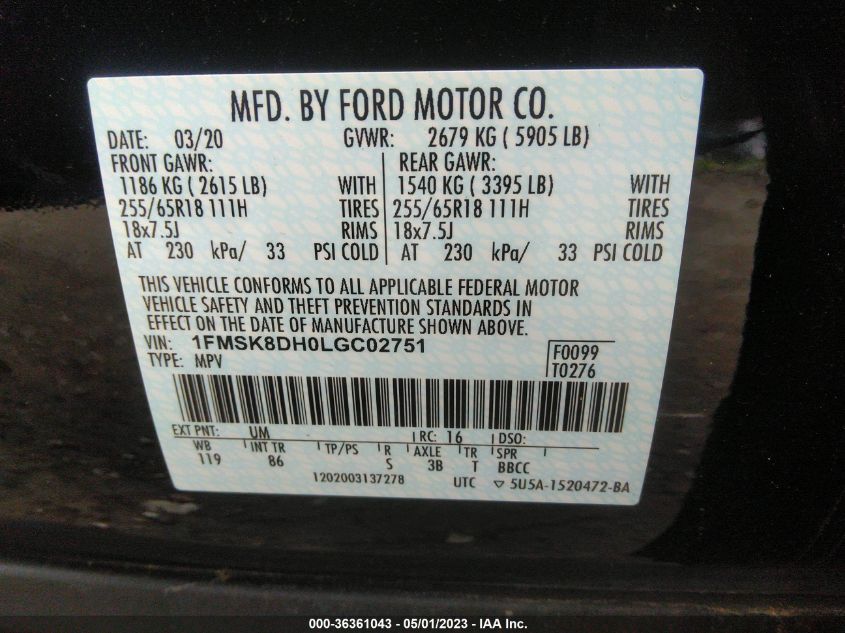 MFD. BY FORD MOTOR CO.
DATE: 03/20 GVWR: 2679 KG ( 5905 LB)
FRONT GAWR: REAR GAWR:
1186 KG ( 2615 LB) WITH 1540 KG ( 3395 LB) WITH
255/65R18 111H TIRES 255/65R18 111H TIRES
18x7.5J RIMS 18x7.5J RIMS
AT 230 kPa/ 33 PSI COLD AT 230 kPa/ 33 PSI COLD
THIS VEHICLE CONFORMS TO ALL APPLICABLE FEDERAL MOTOR
VEHICLE SAFETY AND THEFT PREVENTION STANDARDS IN
EFFECT ON THE DATE OF MANUFACTURE SHOWN ABOVE.
VIN: 1FMSK8DH0LGC02751 F0099
TYPE: MPV T0276
EXT PNT: UM RC: 16 DSO:
WB INT TR TP/PS R AXLE TR SPR
119 86 S 3B T BBCC
1202003137278 UTC ▽ 5U5A-1520472-BA
000-36361043 - 05/01/2023 - IAA Inc.